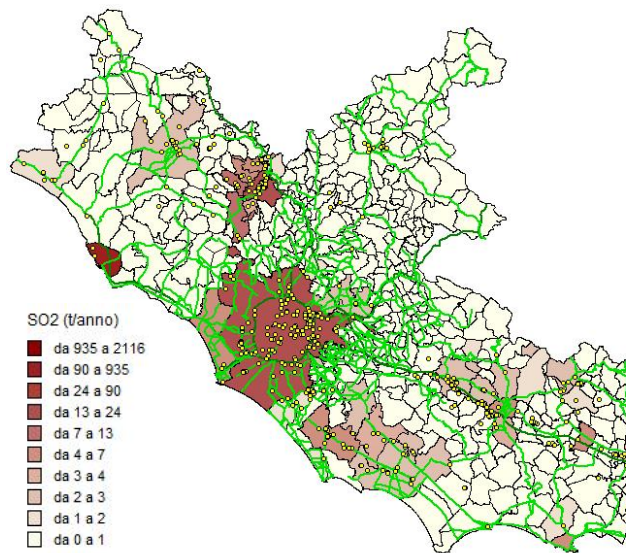 SO2 (t/anno)
da 935 a 2116
da 90 a 935
da 24 a 90
da 13 a 24
da 7 a 13
da 4 a 7
da 3 a 4
da 2 a 3
da 1 a 2
da 0 a 1